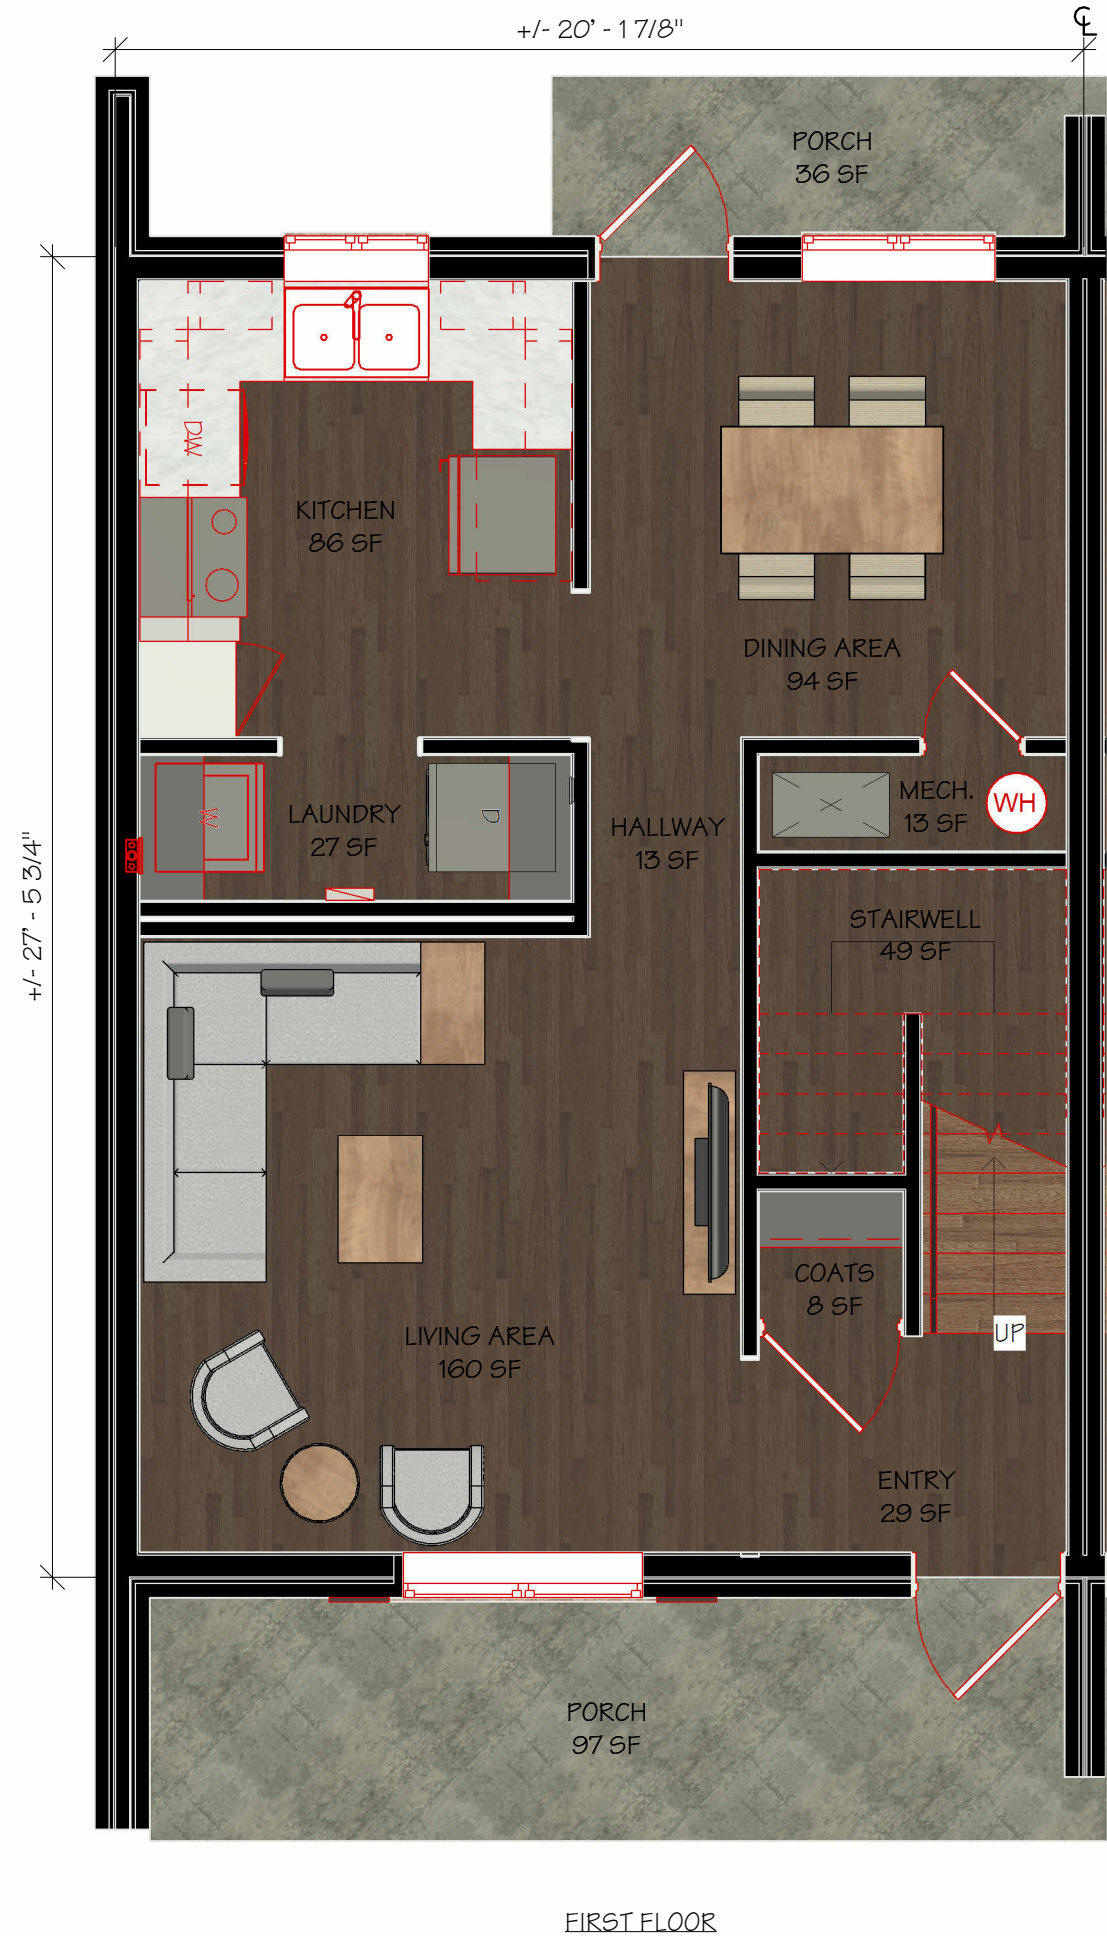 +/- 20' - 1 7/8"
℄
PORCH
36 SF
DW
KITCHEN
86 SF
DINING AREA
94 SF
W
LAUNDRY
27 SF
D
HALLWAY
13 SF
MECH.
13 SF
WH
+/- 27' - 5 3/4"
STAIRWELL
49 SF
COATS
8 SF
UP
LIVING AREA
160 SF
ENTRY
29 SF
PORCH
97 SF
FIRST FLOOR